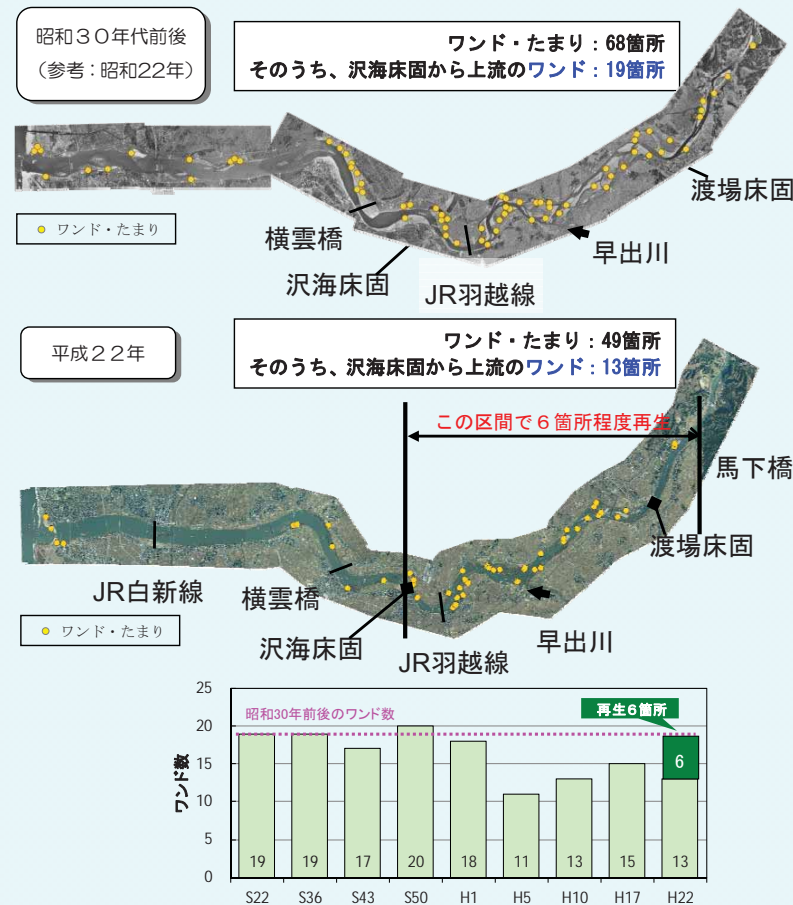 昭和３０年代前後
（参考：昭和22年）
ワンド・たまり：68箇所
そのうち、沢海床固から上流のワンド：19箇所
ワンド・たまり
横雲橋
沢海床固
JR羽越線
早出川
渡場床固
平成２２年
ワンド・たまり：49箇所
そのうち、沢海床固から上流のワンド：13箇所
この区間で６箇所程度再生
馬下橋
渡場床固
JR白新線
横雲橋
沢海床固
JR羽越線
早出川
ワンド・たまり
25
20
15
10
5
0
ワンド数
昭和30年前後のワンド数
再生6箇所
6
19 19 17 20 18 11 13 15 13
S22 S36 S43 S50 H1 H5 H10 H17 H22